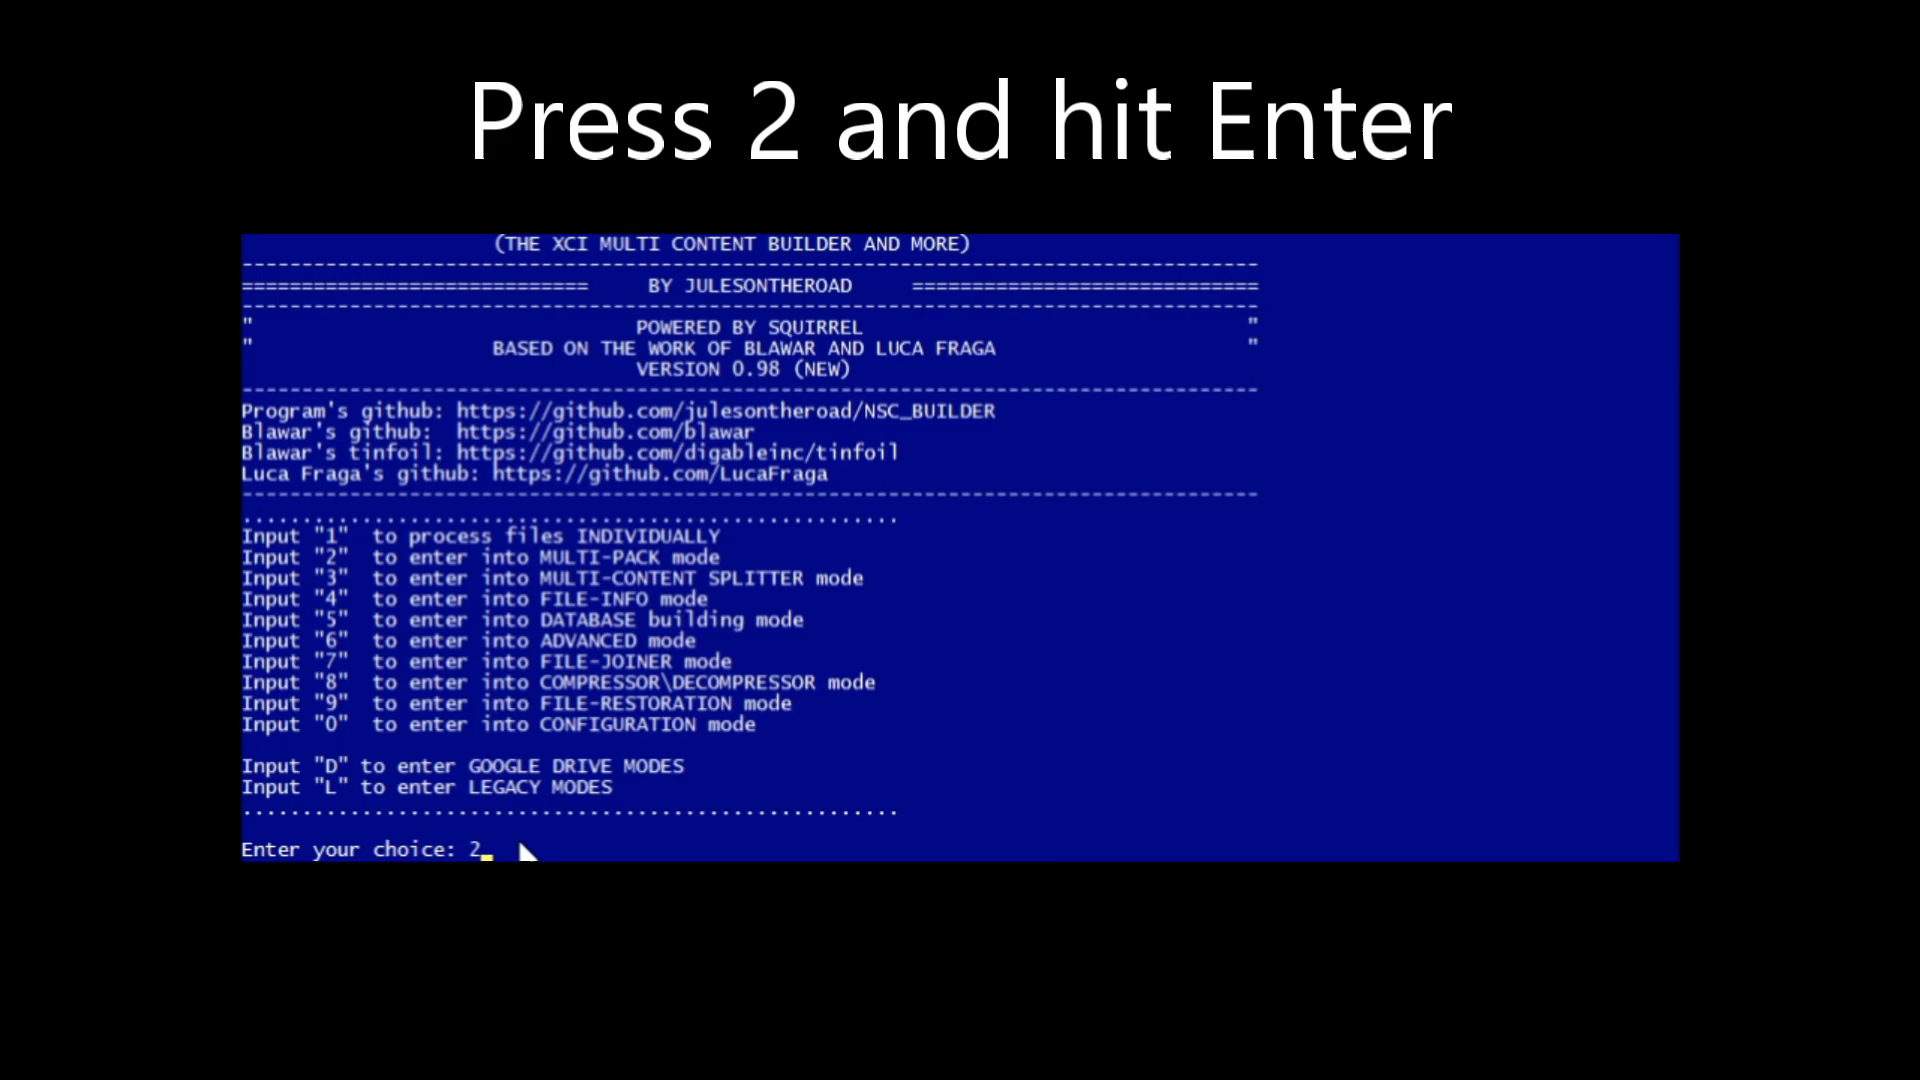 Press 2 and hit Enter
(THE XCI MULTI CONTENT BUILDER AND MORE)
-------------------------------------------------------------------------------------
============================= BY JULESONTHEROAD =============================
-------------------------------------------------------------------------------------
" POWERED BY SQUIRREL "
" BASED ON THE WORK OF BLAWAR AND LUCA FRAGA "
VERSION 0.98 (NEW)
-------------------------------------------------------------------------------------
Program's github: https://github.com/julesontheroad/NSC_BUILDER
Blawar's github: https://github.com/blawar
Blawar's tinfoil: https://github.com/digableinc/tinfoil
Luca Fraga's github: https://github.com/LucaFraga
-------------------------------------------------------------------------------------
.......................................................
Input "1" to process files INDIVIDUALLY
Input "2" to enter into MULTI-PACK mode
Input "3" to enter into MULTI-CONTENT SPLITTER mode
Input "4" to enter into FILE-INFO mode
Input "5" to enter into DATABASE building mode
Input "6" to enter into ADVANCED mode
Input "7" to enter into FILE-JOINER mode
Input "8" to enter into COMPRESSOR\DECOMPRESSOR mode
Input "9" to enter into FILE-RESTORATION mode
Input "0" to enter into CONFIGURATION mode
Input "D" to enter GOOGLE DRIVE MODES
Input "L" to enter LEGACY MODES
.......................................................
Enter your choice: 2